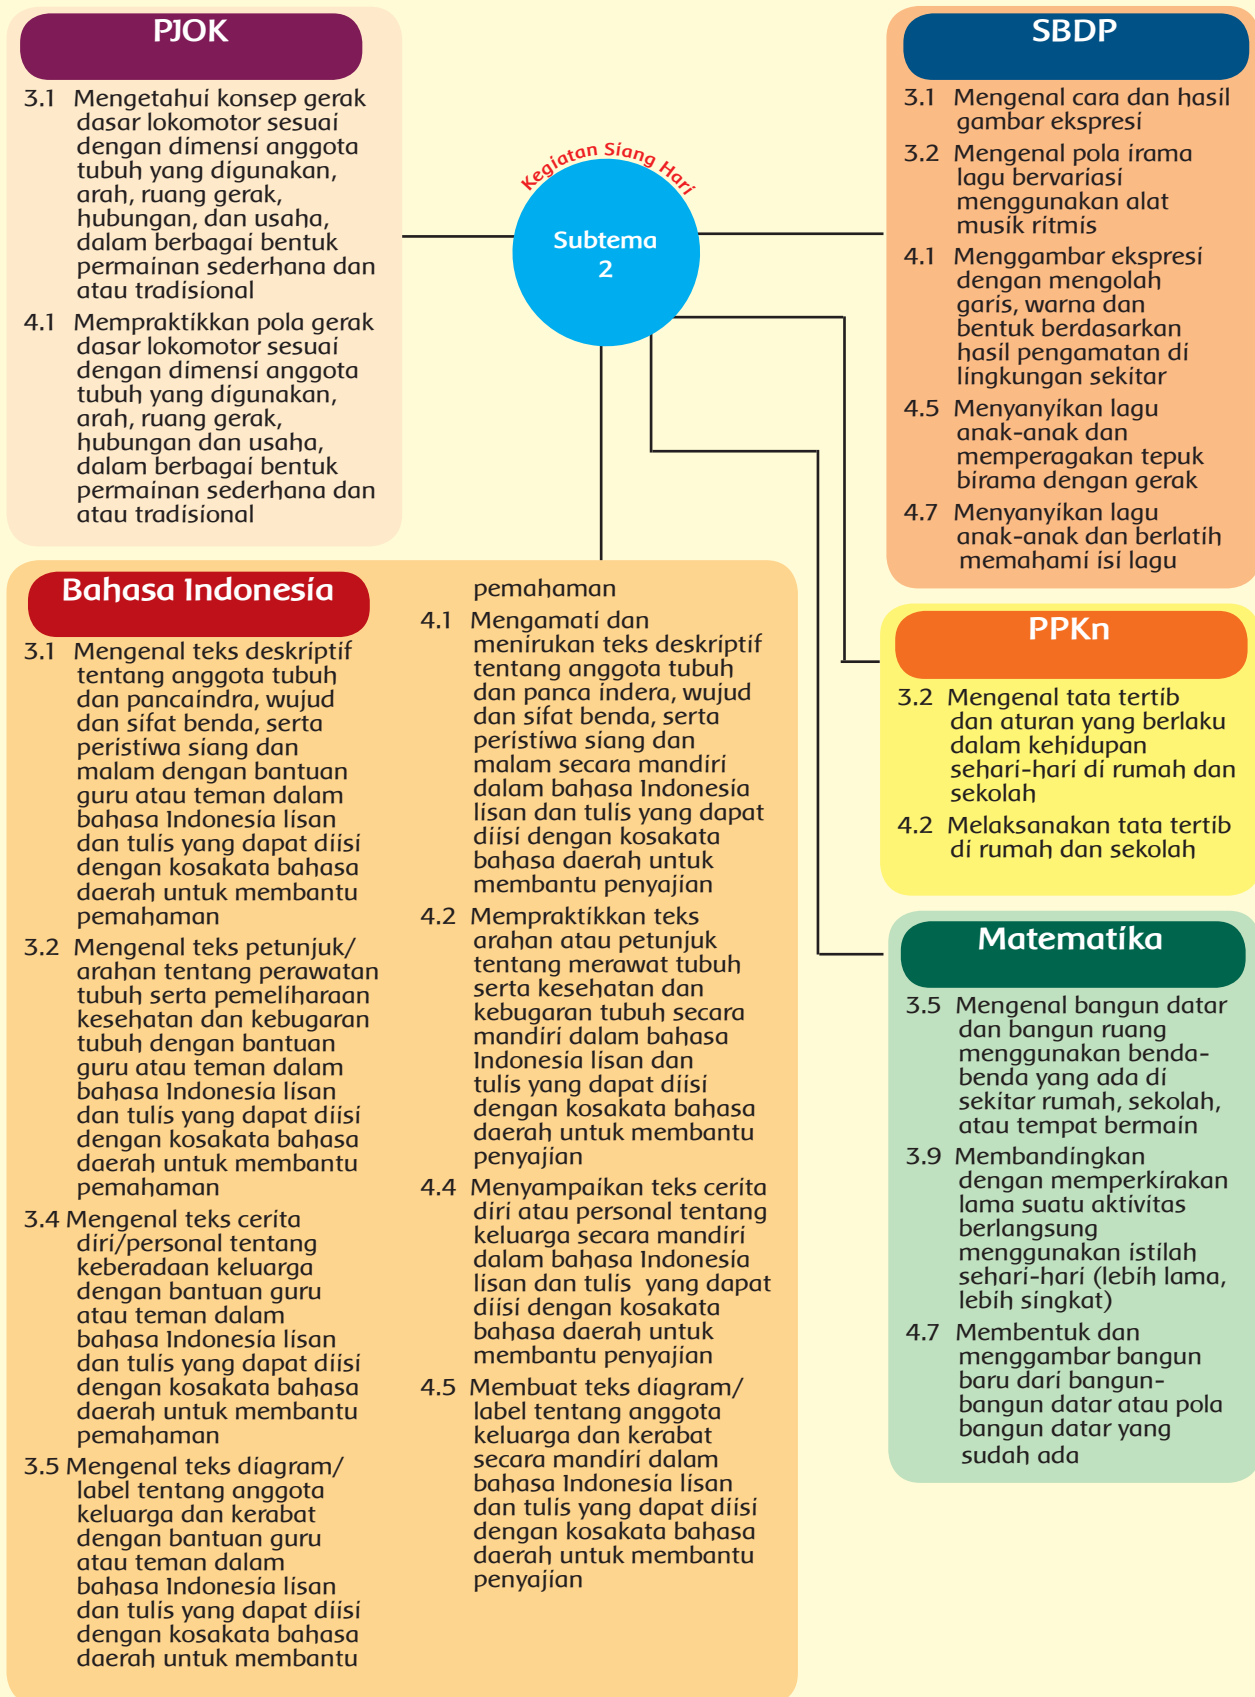 PJOK
3.1 Mengetahui konsep gerak
dasar lokomotor sesuai
dengan dimensi anggota
tubuh yang digunakan,
arah, ruang gerak,
hubungan, dan usaha,
dalam berbagai bentuk
permainan sederhana dan
atau tradisional
4.1 Mempraktikkan pola gerak
dasar lokomotor sesuai
dengan dimensi anggota
tubuh yang digunakan,
arah, ruang gerak,
hubungan dan usaha,
dalam berbagai bentuk
permainan sederhana dan
atau tradisional
Kegiatan Siang Hari
Subtema
2
SBDP
3.1 Mengenal cara dan hasil
gambar ekspresi
3.2 Mengenal pola irama
lagu bervariasi
menggunakan alat
musik ritmis
4.1 Menggambar ekspresi
dengan mengolah
garis, warna dan
bentuk berdasarkan
hasil pengamatan di
lingkungan sekitar
4.5 Menyanyikan lagu
anak-anak dan
memperagakan tepuk
birama dengan gerak
4.7 Menyanyikan lagu
anak-anak dan berlatih
memahami isi lagu
Bahasa Indonesia
3.1 Mengenal teks deskriptif
tentang anggota tubuh
dan pancaindra, wujud
dan sifat benda, serta
peristiwa siang dan
malam dengan bantuan
guru atau teman dalam
bahasa Indonesia lisan
dan tulis yang dapat diisi
dengan kosakata bahasa
daerah untuk membantu
pemahaman
3.2 Mengenal teks petunjuk/
arahan tentang perawatan
tubuh serta pemeliharaan
kesehatan dan kebugaran
tubuh dengan bantuan
guru atau teman dalam
bahasa Indonesia lisan
dan tulis yang dapat diisi
dengan kosakata bahasa
daerah untuk membantu
pemahaman
3.4 Mengenal teks cerita
diri/personal tentang
keberadaan keluarga
dengan bantuan guru
atau teman dalam
bahasa Indonesia lisan
dan tulis yang dapat diisi
dengan kosakata bahasa
daerah untuk membantu
pemahaman
3.5 Mengenal teks diagram/
label tentang anggota
keluarga dan kerabat
dengan bantuan guru
atau teman dalam
bahasa Indonesia lisan
dan tulis yang dapat diisi
dengan kosakata bahasa
daerah untuk membantu
pemahaman
4.1 Mengamati dan
menirukan teks deskriptif
tentang anggota tubuh
dan panca indera, wujud
dan sifat benda, serta
peristiwa siang dan
malam secara mandiri
dalam bahasa Indonesia
lisan dan tulis yang dapat
diisi dengan kosakata
bahasa daerah untuk
membantu penyajian
4.2 Mempraktikkan teks
arahan atau petunjuk
tentang merawat tubuh
serta kesehatan dan
kebugaran tubuh secara
mandiri dalam bahasa
Indonesia lisan dan
tulis yang dapat diisi
dengan kosakata bahasa
daerah untuk membantu
penyajian
4.4 Menyampaikan teks cerita
diri atau personal tentang
keluarga secara mandiri
dalam bahasa Indonesia
lisan dan tulis yang dapat
diisi dengan kosakata
bahasa daerah untuk
membantu penyajian
4.5 Membuat teks diagram/
label tentang anggota
keluarga dan kerabat
secara mandiri dalam
bahasa Indonesia lisan
dan tulis yang dapat diisi
dengan kosakata bahasa
daerah untuk membantu
penyajian
PPKn
3.2 Mengenal tata tertib
dan aturan yang berlaku
dalam kehidupan
sehari-hari di rumah dan
sekolah
4.2 Melaksanakan tata tertib
di rumah dan sekolah
Matematika
3.5 Mengenal bangun datar
dan bangun ruang
menggunakan benda-
benda yang ada di
sekitar rumah, sekolah,
atau tempat bermain
3.9 Membandingkan
dengan memperkirakan
lama suatu aktivitas
berlangsung
menggunakan istilah
sehari-hari (lebih lama,
lebih singkat)
4.7 Membentuk dan
menggambar bangun
baru dari bangun-
bangun datar atau pola
bangun datar yang
sudah ada